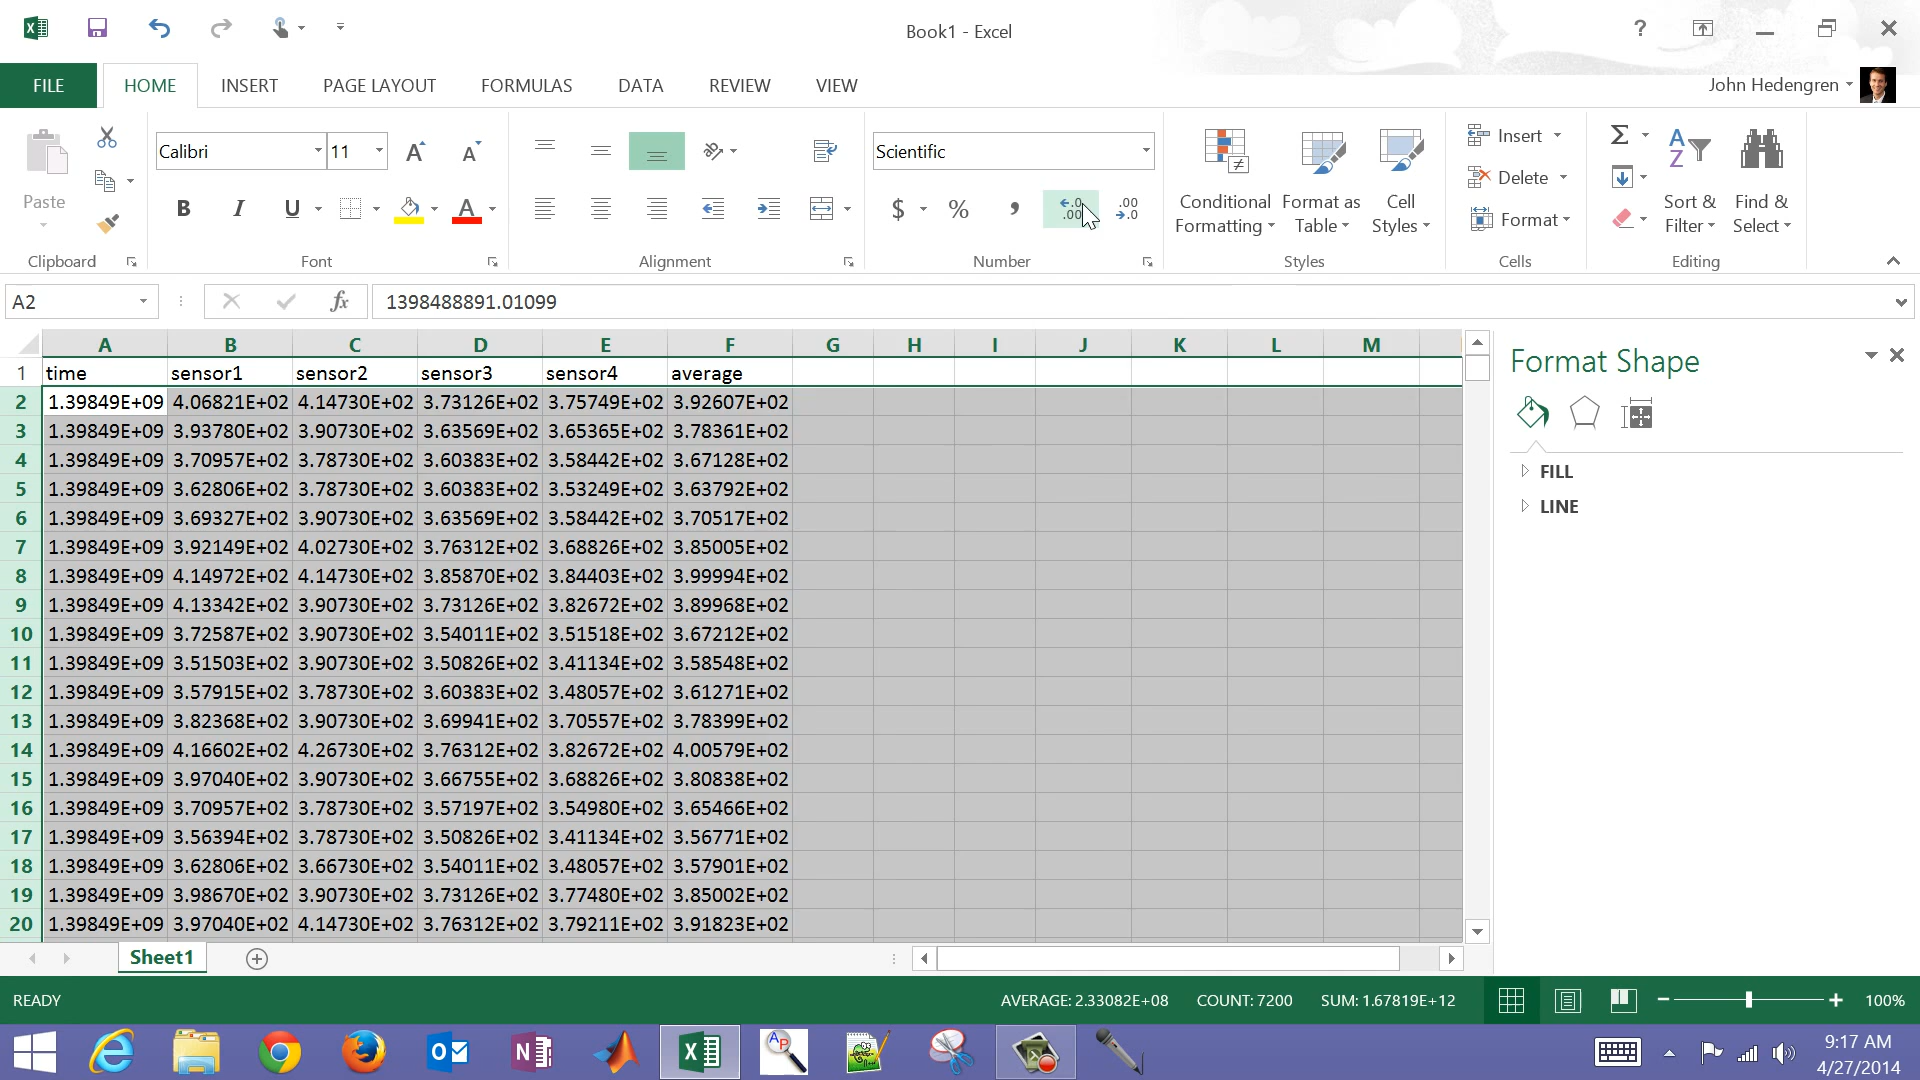 Book1 - Excel
?
FILE HOME INSERT PAGE LAYOUT FORMULAS DATA REVIEW VIEW John Hedengren
Paste Calibri 11 Scientific Conditional Formatting Format as Table Cell Styles Insert Delete Format Sort & Filter Find & Select
B I U A $ % , .00 .0
Clipboard Font Alignment Number Styles Cells Editing
A2 fx 1398488891.01099
A B C D E F G H I J K L M
1 time sensor1 sensor2 sensor3 sensor4 average
2 1.39849E+09 4.06821E+02 4.14730E+02 3.73126E+02 3.75749E+02 3.92607E+02
3 1.39849E+09 3.93780E+02 3.90730E+02 3.63569E+02 3.65365E+02 3.78361E+02
4 1.39849E+09 3.70957E+02 3.78730E+02 3.60383E+02 3.58442E+02 3.67128E+02
5 1.39849E+09 3.62806E+02 3.78730E+02 3.60383E+02 3.53249E+02 3.63792E+02
6 1.39849E+09 3.69327E+02 3.90730E+02 3.63569E+02 3.58442E+02 3.70517E+02
7 1.39849E+09 3.92149E+02 4.02730E+02 3.76312E+02 3.68826E+02 3.85005E+02
8 1.39849E+09 4.14972E+02 4.14730E+02 3.85870E+02 3.84403E+02 3.99994E+02
9 1.39849E+09 4.13342E+02 3.90730E+02 3.73126E+02 3.82672E+02 3.89968E+02
10 1.39849E+09 3.72587E+02 3.90730E+02 3.54011E+02 3.51518E+02 3.67212E+02
11 1.39849E+09 3.51503E+02 3.90730E+02 3.50826E+02 3.41134E+02 3.58548E+02
12 1.39849E+09 3.57915E+02 3.78730E+02 3.60383E+02 3.48057E+02 3.61271E+02
13 1.39849E+09 3.82368E+02 3.90730E+02 3.69941E+02 3.70557E+02 3.78399E+02
14 1.39849E+09 4.16602E+02 4.26730E+02 3.76312E+02 3.82672E+02 4.00579E+02
15 1.39849E+09 3.97040E+02 3.90730E+02 3.66755E+02 3.68826E+02 3.80838E+02
16 1.39849E+09 3.70957E+02 3.78730E+02 3.57197E+02 3.54980E+02 3.65466E+02
17 1.39849E+09 3.56394E+02 3.78730E+02 3.50826E+02 3.41134E+02 3.56771E+02
18 1.39849E+09 3.62806E+02 3.66730E+02 3.54011E+02 3.48057E+02 3.57901E+02
19 1.39849E+09 3.98670E+02 3.90730E+02 3.73126E+02 3.77480E+02 3.85002E+02
20 1.39849E+09 3.97040E+02 4.14730E+02 3.76312E+02 3.79211E+02 3.91823E+02
Format Shape
FILL
LINE
Sheet1
READY AVERAGE: 2.33082E+08 COUNT: 7200 SUM: 1.67819E+12 100%
9:17 AM
4/27/2014